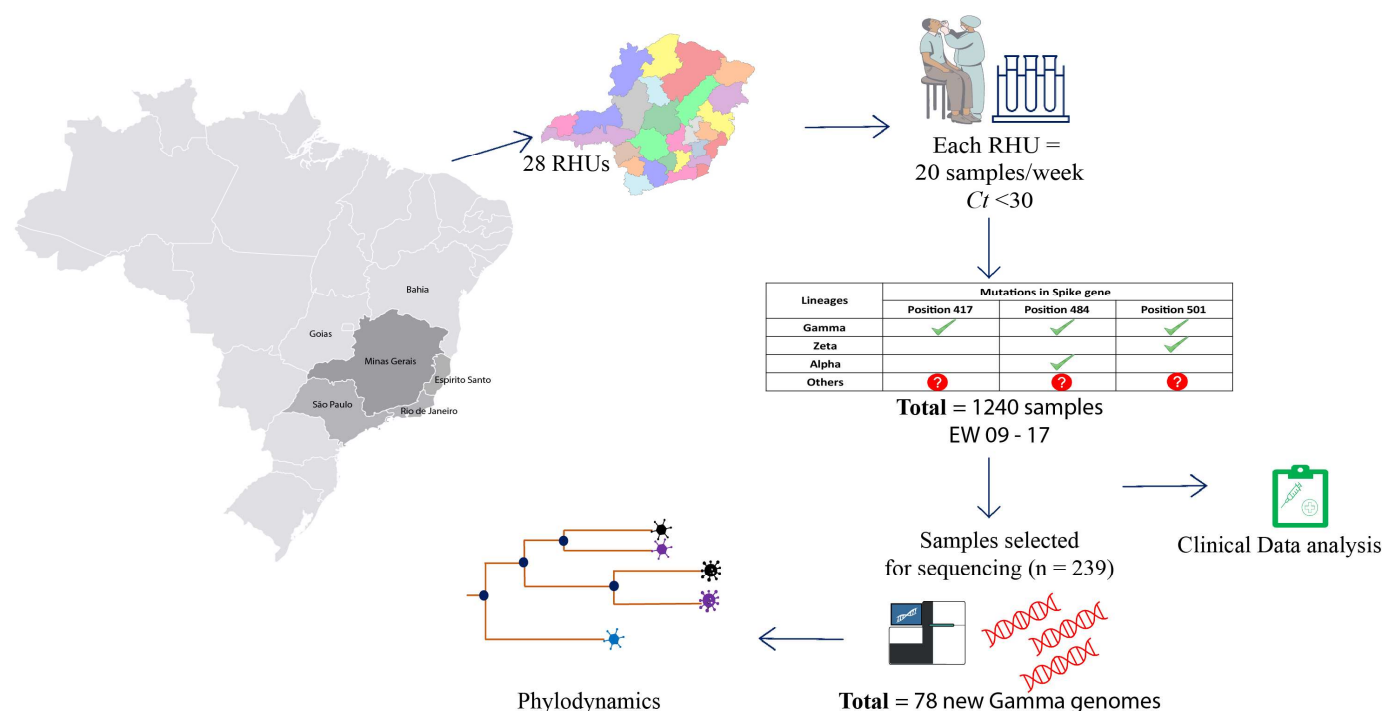 28 RHUs
Each RHU =
20 samples/week
Ct <30
Bahia
Goias
Minas Gerais
Espirito Santo
São Paulo
Rio de Janeiro
Lineages
Mutations in Spike gene
Position 417 Position 484 Position 501
Gamma
Zeta
Alpha
Others ? ? ?
Total = 1240 samples
EW 09 - 17
Samples selected
for sequencing (n = 239)
Clinical Data analysis
Phylodynamics
Total = 78 new Gamma genomes